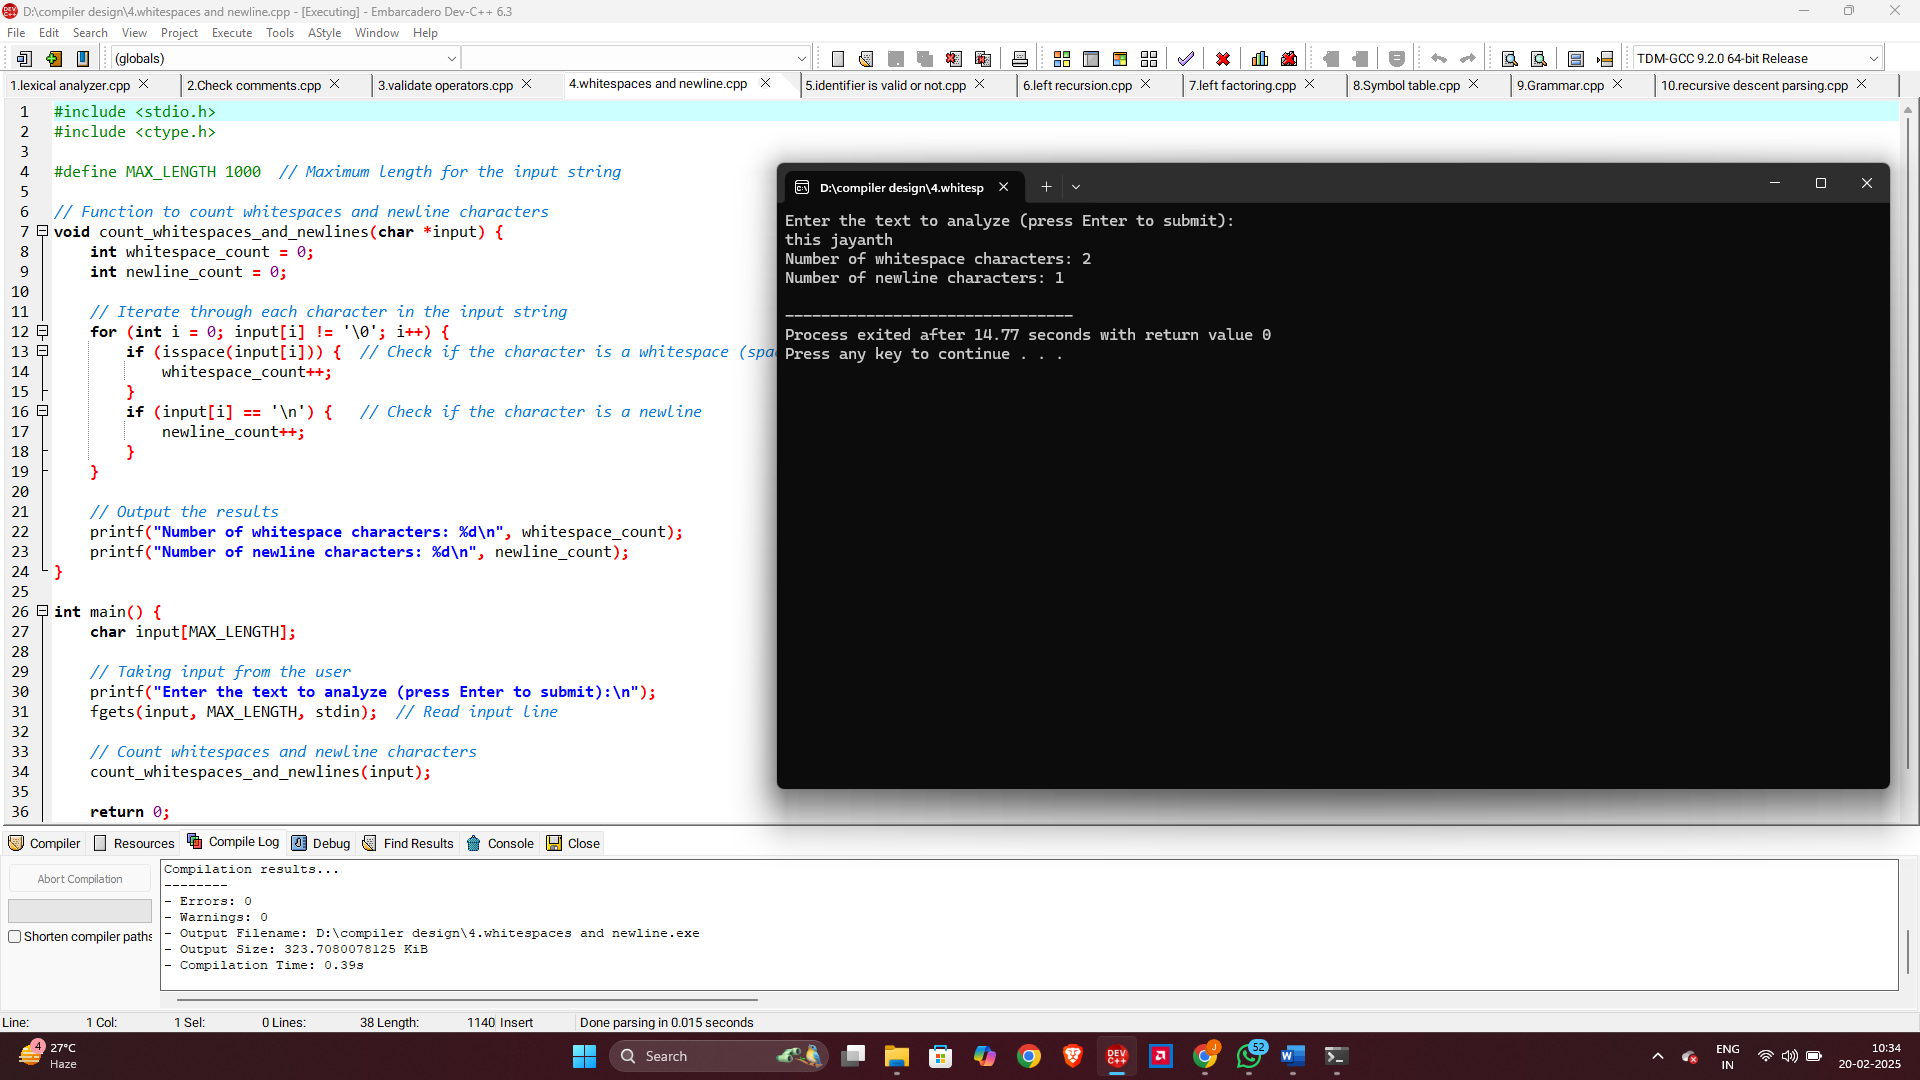 D:\compiler design\4.whitespaces and newline.cpp - [Executing] - Embarcadero Dev-C++ 6.3
File Edit Search View Project Execute Tools AStyle Window Help
(globals)
TDM-GCC 9.2.0 64-bit Release
1.lexical analyzer.cpp 2.Check comments.cpp 3.validate operators.cpp 4.whitespaces and newline.cpp 5.identifier is valid or not.cpp 6.left recursion.cpp 7.left factoring.cpp 8.Symbol table.cpp 9.Grammar.cpp 10.recursive descent parsing.cpp
1 #include <stdio.h>
2 #include <ctype.h>
3
4 #define MAX_LENGTH 1000 // Maximum length for the input string
5
6 // Function to count whitespaces and newline characters
7 void count_whitespaces_and_newlines(char *input) {
8 int whitespace_count = 0;
9 int newline_count = 0;
10
11 // Iterate through each character in the input string
12 for (int i = 0; input[i] != '\0'; i++) {
13 if (isspace(input[i])) { // Check if the character is a whitespace (spa
14 whitespace_count++;
15 }
16 if (input[i] == '\n') { // Check if the character is a newline
17 newline_count++;
18 }
19 }
20
21 // Output the results
22 printf("Number of whitespace characters: %d\n", whitespace_count);
23 printf("Number of newline characters: %d\n", newline_count);
24 }
25
26 int main() {
27 char input[MAX_LENGTH];
28
29 // Taking input from the user
30 printf("Enter the text to analyze (press Enter to submit):\n");
31 fgets(input, MAX_LENGTH, stdin); // Read input line
32
33 // Count whitespaces and newline characters
34 count_whitespaces_and_newlines(input);
35
36 return 0;
D:\compiler design\4.whitesp
Enter the text to analyze (press Enter to submit):
this jayanth
Number of whitespace characters: 2
Number of newline characters: 1
--------------------------------
Process exited after 14.77 seconds with return value 0
Press any key to continue . . .
Compiler Resources Compile Log Debug Find Results Console Close
Abort Compilation
Shorten compiler paths
Compilation results...
--------
- Errors: 0
- Warnings: 0
- Output Filename: D:\compiler design\4.whitespaces and newline.exe
- Output Size: 323.7080078125 KiB
- Compilation Time: 0.39s
Line: 1 Col: 1 Sel: 0 Lines: 38 Length: 1140 Insert Done parsing in 0.015 seconds
4
27°C
Haze
Search
DEV C++
J
52
ENG
IN
10:34
20-02-2025